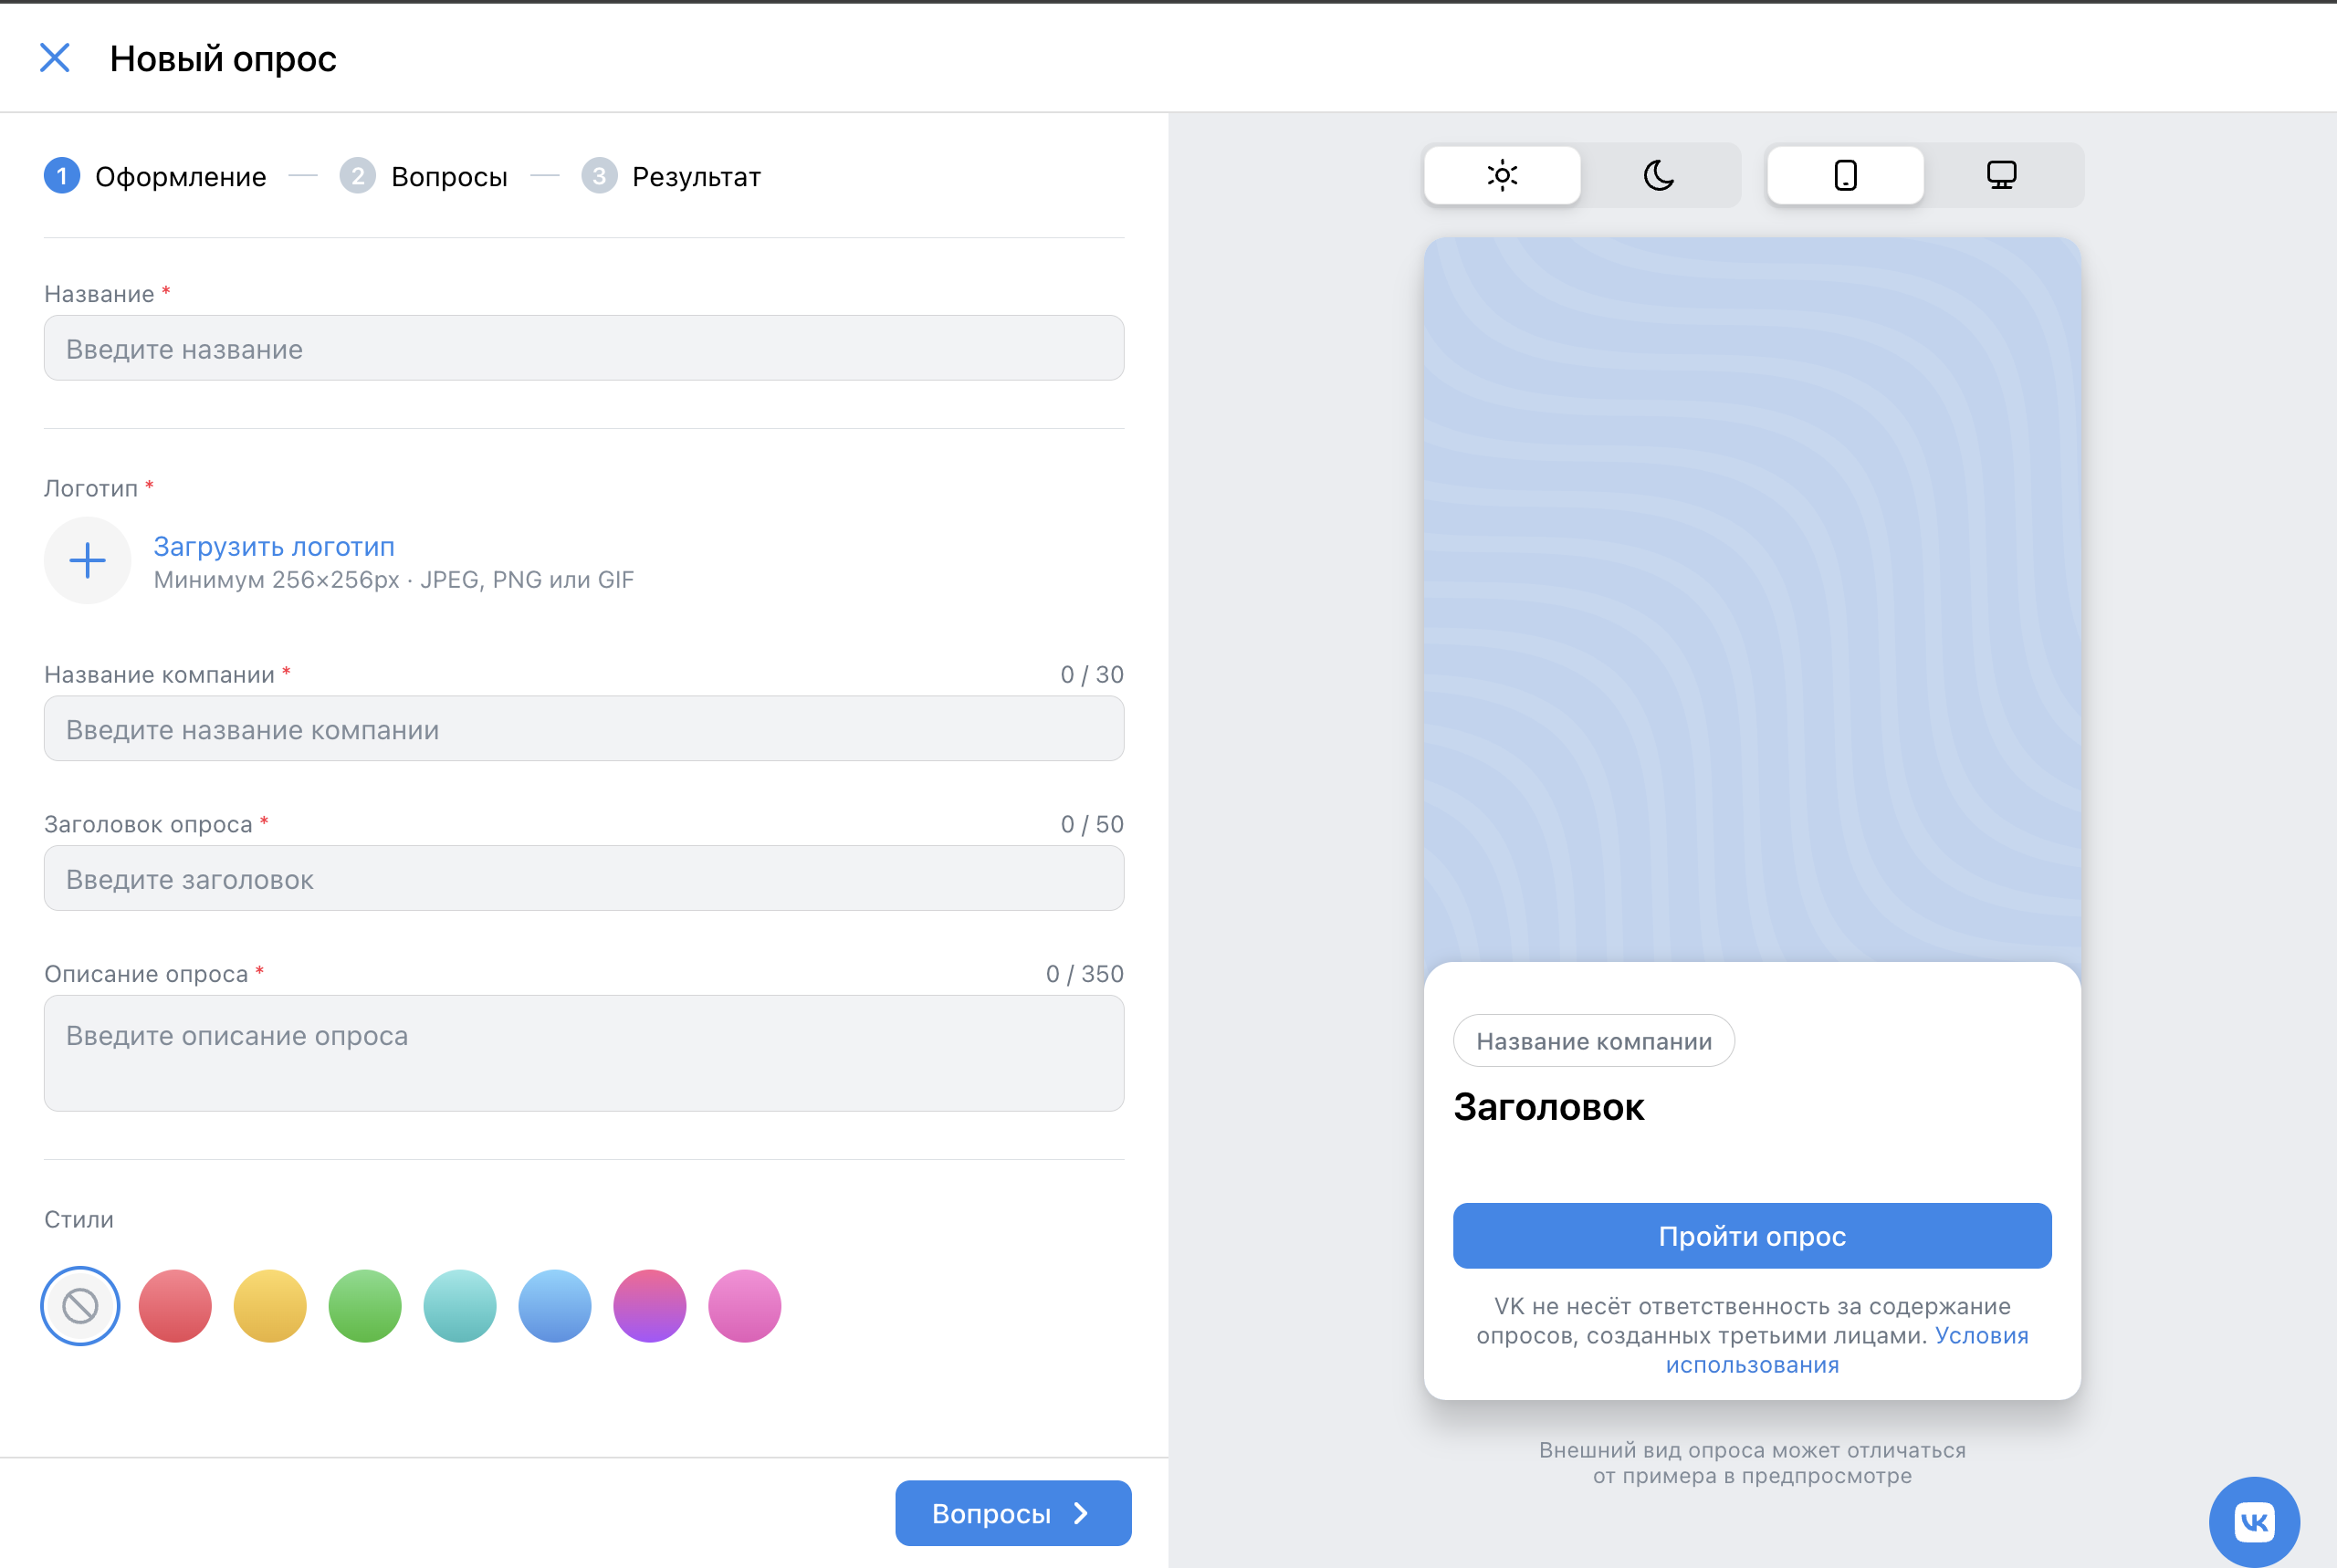 Новый опрос
1 Оформление — 2 Вопросы — 3 Результат
Название *
Введите название
Логотип *
Загрузить логотип
Минимум 256×256px · JPEG, PNG или GIF
Название компании * 0 / 30
Введите название компании
Заголовок опроса * 0 / 50
Введите заголовок
Описание опроса * 0 / 350
Введите описание опроса
Стили
Вопросы
Название компании
Заголовок
Пройти опрос
VK не несёт ответственность за содержание
опросов, созданных третьими лицами. Условия
использования
Внешний вид опроса может отличаться
от примера в предпросмотре
VK